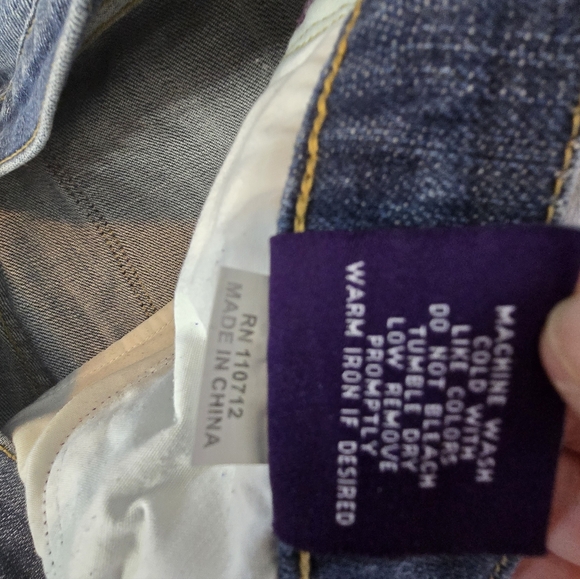 MACHINE WASH
COLD WITH
LIKE COLORS
DO NOT BLEACH
TUMBLE DRY
LOW REMOVE
PROMPTLY
WARM IRON IF DESIRED
RN 110712
MADE IN CHINA